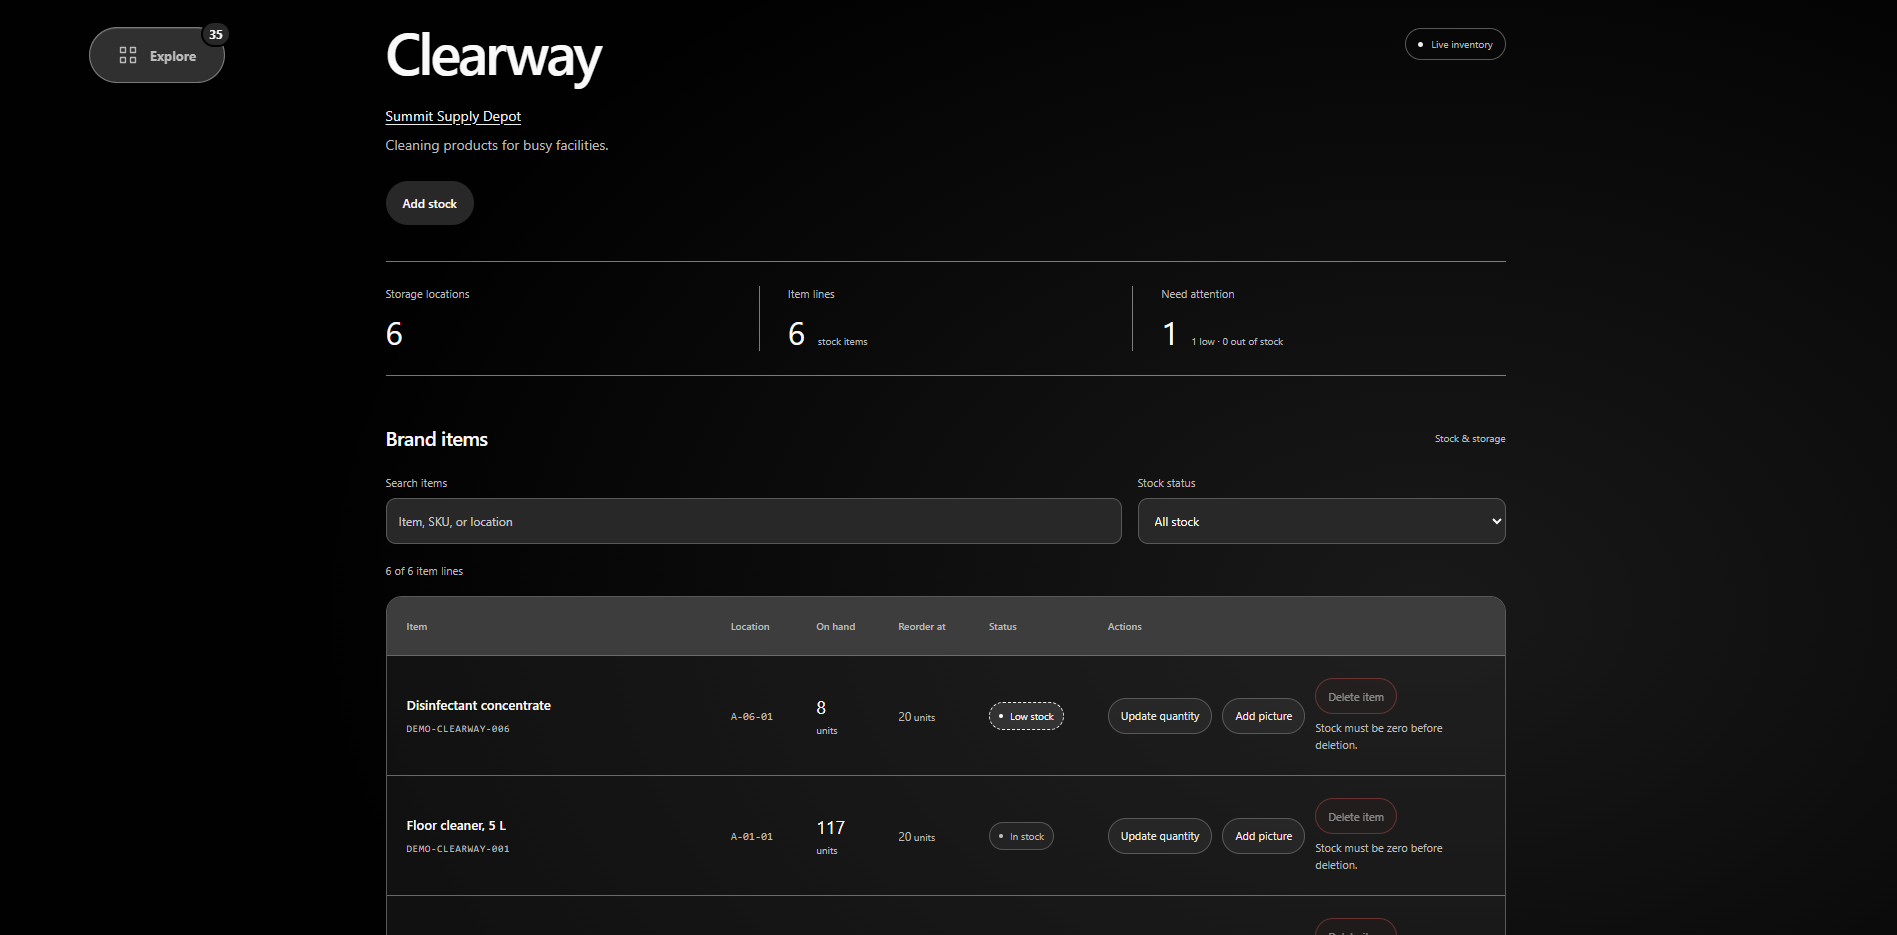 35
Explore
Clearway
Live inventory
Summit Supply Depot
Cleaning products for busy facilities.
Add stock
Storage locations
6
Item lines
6 stock items
Need attention
1 1 low · 0 out of stock
Brand items
Stock & storage
Search items
Item, SKU, or location
Stock status
All stock
6 of 6 item lines
Item Location On hand Reorder at Status Actions
Disinfectant concentrate
DEMO-CLEARWAY-006
A-06-01
8
units
20 units
Low stock
Update quantity
Add picture
Delete item
Stock must be zero before
deletion.
Floor cleaner, 5 L
DEMO-CLEARWAY-001
A-01-01
117
units
20 units
In stock
Update quantity
Add picture
Delete item
Stock must be zero before
deletion.